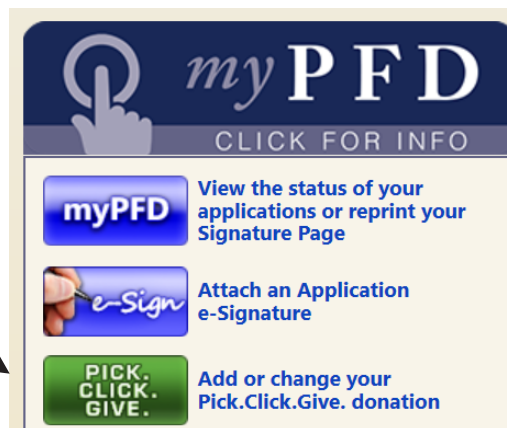 my PFD
CLICK FOR INFO
myPFD
View the status of your
applications or reprint your
Signature Page
e-Sign
Attach an Application
e-Signature
PICK.
CLICK.
GIVE.
Add or change your
Pick.Click.Give. donation